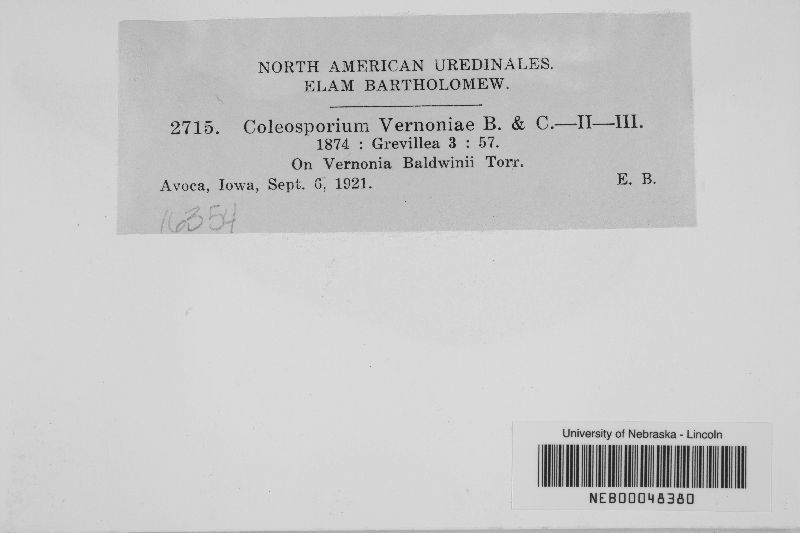 NORTH AMERICAN UREDINALES.
ELAM BARTHOLOMEW.
2715. Coleosporium Vernoniae B. & C.—II—III.
1874 : Grevillea 3 : 57.
On Vernonia Baldwinii Torr.
Avoca, Iowa, Sept. 6, 1921. E. B.
16354
University of Nebraska - Lincoln
NEB00048380